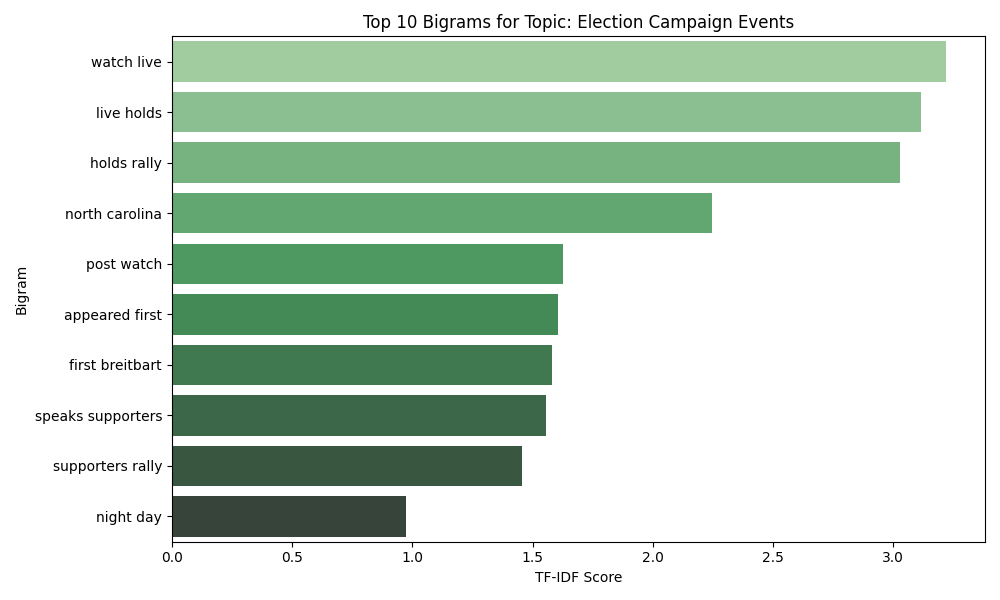 Top 10 Bigrams for Topic: Election Campaign Events
Bigram
watch live
live holds
holds rally
north carolina
post watch
appeared first
first breitbart
speaks supporters
supporters rally
night day
0.0 0.5 1.0 1.5 2.0 2.5 3.0
TF-IDF Score